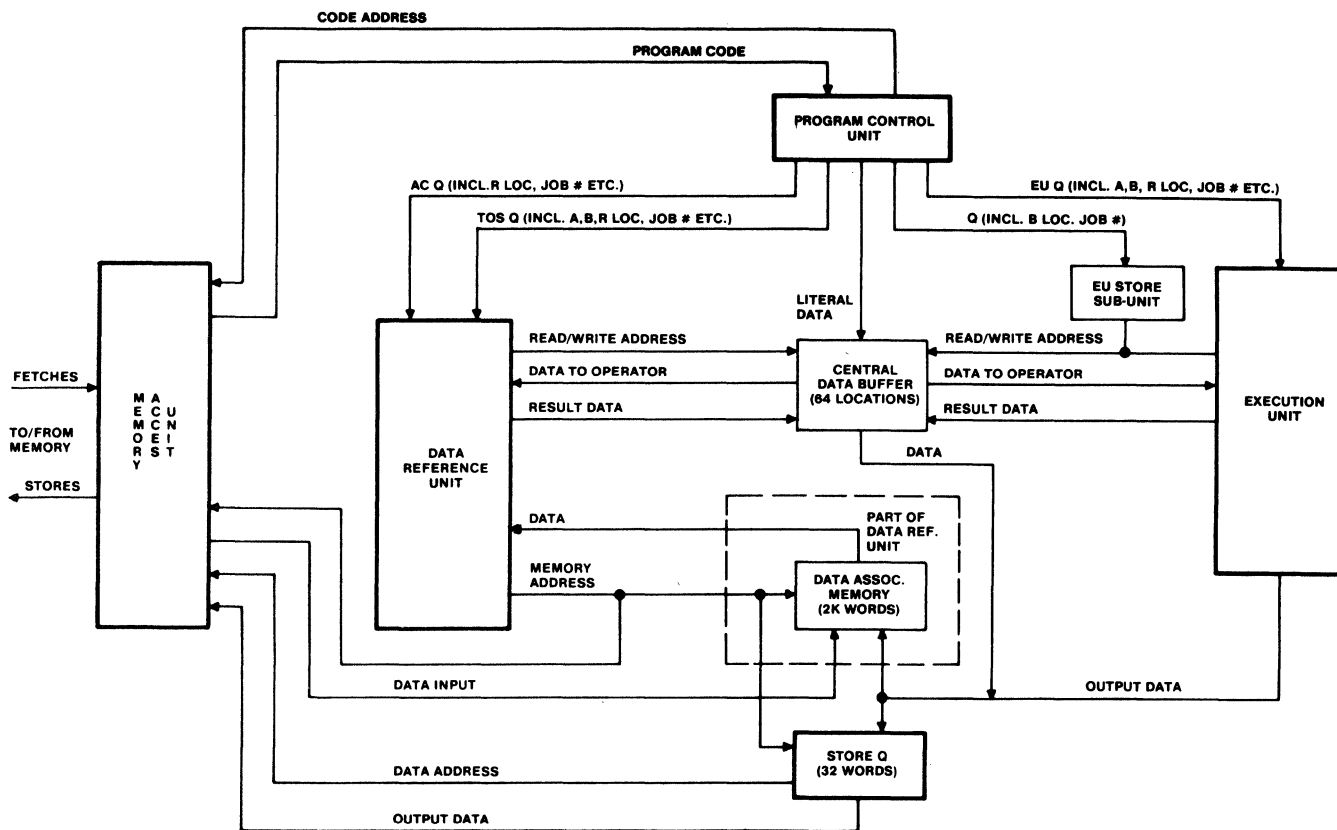 CODE ADDRESS
PROGRAM CODE
PROGRAM CONTROL
UNIT
AC Q (INCL.R LOC, JOB # ETC.)
TOS Q (INCL. A,B,R LOC, JOB # ETC.)
EU Q (INCL. A,B, R LOC, JOB # ETC.)
Q (INCL. B LOC. JOB #)
EU STORE
SUB-UNIT
LITERAL
DATA
READ/WRITE ADDRESS
DATA TO OPERATOR
RESULT DATA
CENTRAL
DATA BUFFER
(64 LOCATIONS)
READ/WRITE ADDRESS
DATA TO OPERATOR
RESULT DATA
EXECUTION
UNIT
FETCHES
TO/FROM
MEMORY
STORES
MEMORY
ACCES
UNIT
DATA
REFERENCE
UNIT
DATA
DATA
PART OF
DATA REF.
UNIT
MEMORY
ADDRESS
DATA ASSOC.
MEMORY
(2K WORDS)
DATA INPUT
OUTPUT DATA
STORE Q
(32 WORDS)
DATA ADDRESS
OUTPUT DATA